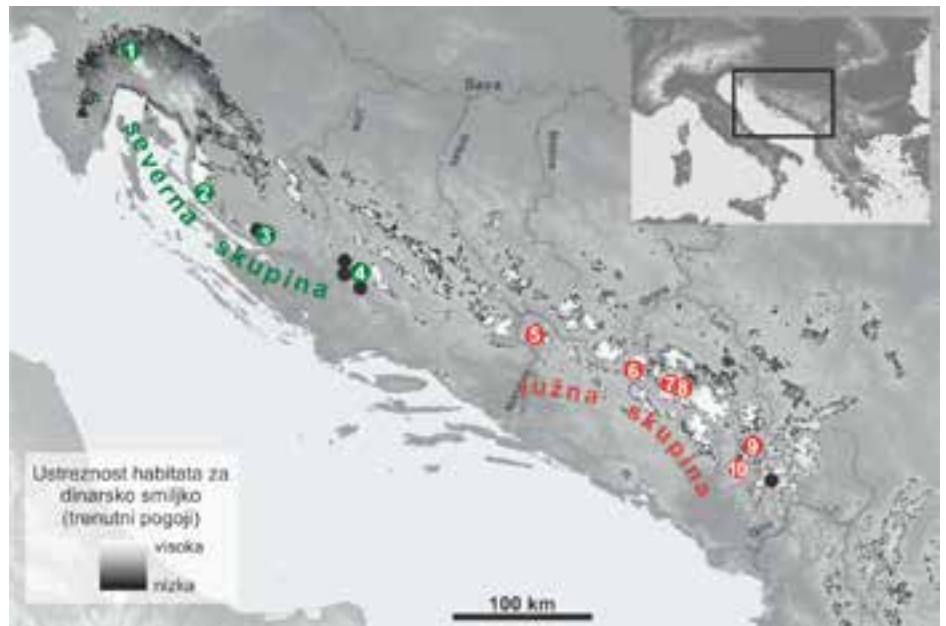 Sava
severna skupina
1
2
3
4
južna skupina
5
6
7
8
9
10
Ustreznost habitata za
dinarsko smiljko
(trenutni pogoji)
visoka
nizka
100 km